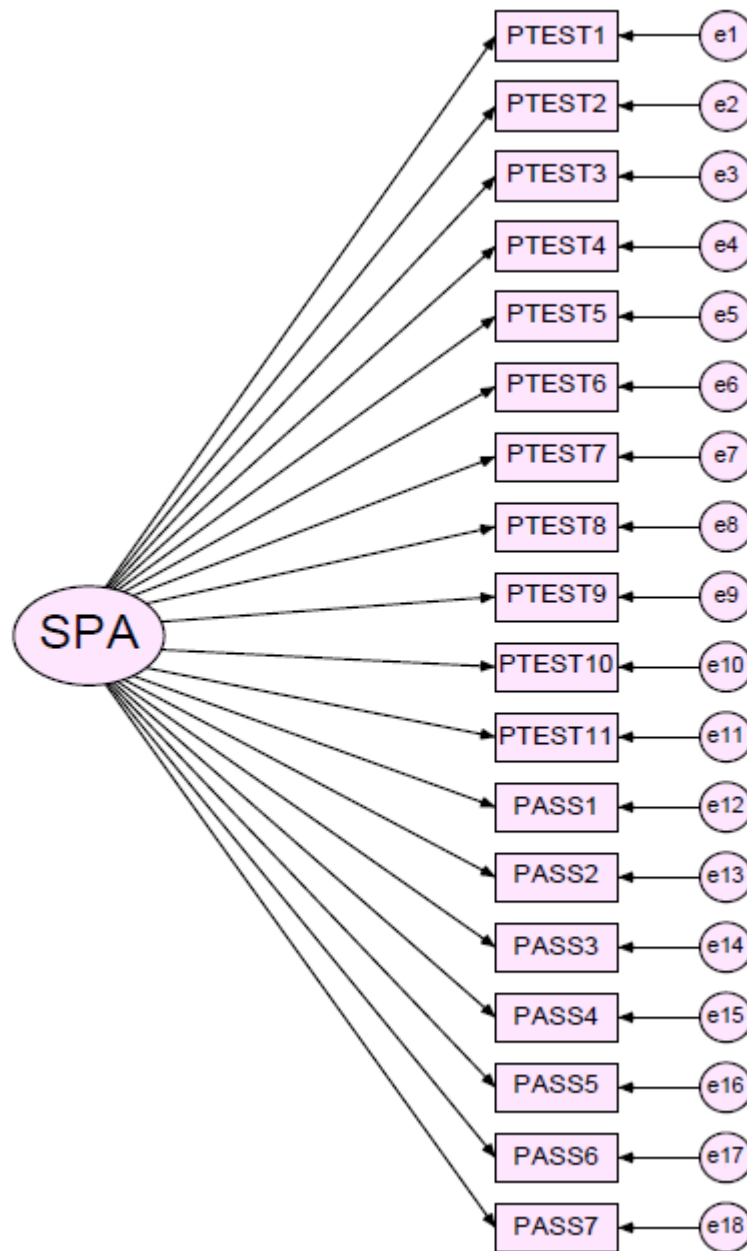 PTEST1 e1
PTEST2 e2
PTEST3 e3
PTEST4 e4
PTEST5 e5
PTEST6 e6
PTEST7 e7
PTEST8 e8
PTEST9 e9
SPA
PTEST10 e10
PTEST11 e11
PASS1 e12
PASS2 e13
PASS3 e14
PASS4 e15
PASS5 e16
PASS6 e17
PASS7 e18